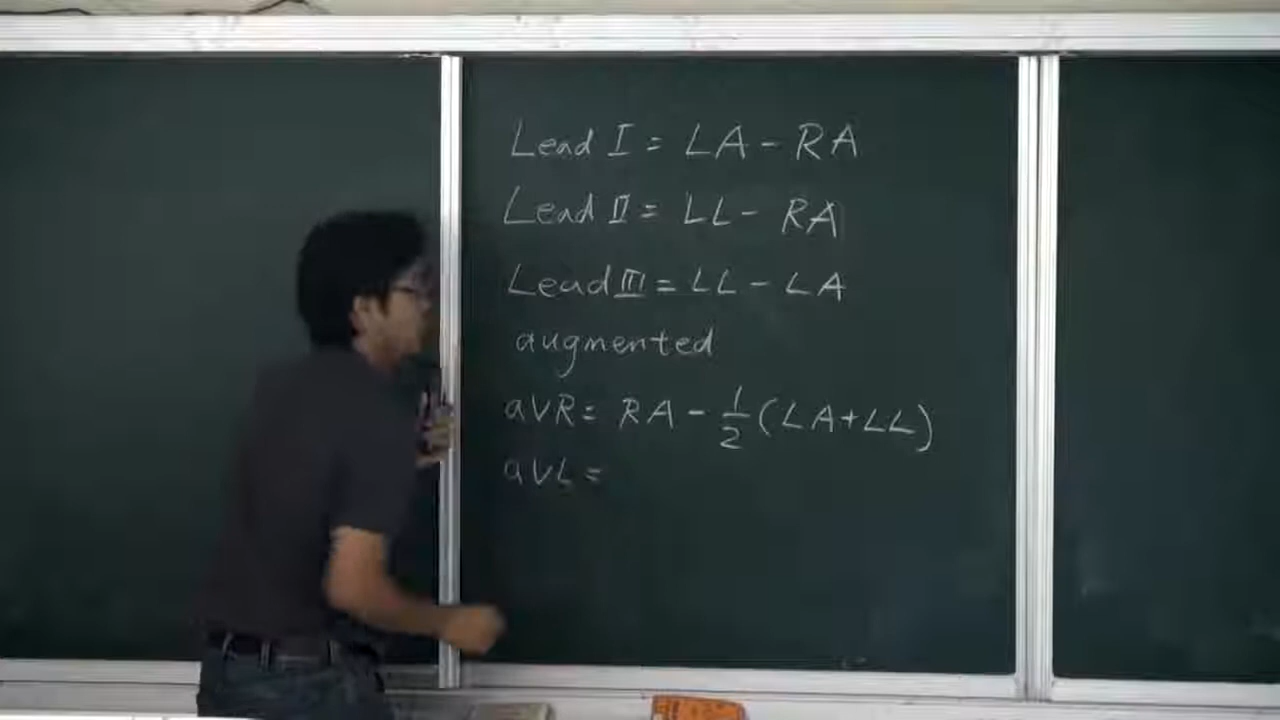 Lead I = LA - RA
Lead II = LL - RA
Lead III = LL - LA
augmented
aVR = RA - 1/2 (LA+LL)
aVL =